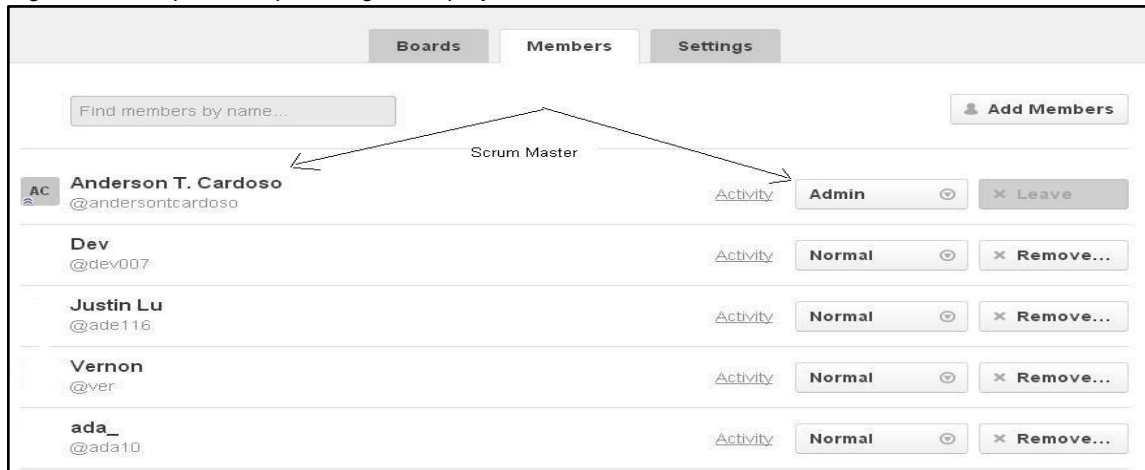 Boards Members Settings
Find members by name...
Add Members
Scrum Master
AC Anderson T. Cardoso
@andersontcardoso
Activity Admin × Leave
Dev
@dev007
Activity Normal × Remove...
Justin Lu
@ade116
Activity Normal × Remove...
Vernon
@ver
Activity Normal × Remove...
ada_
@ada10
Activity Normal × Remove...